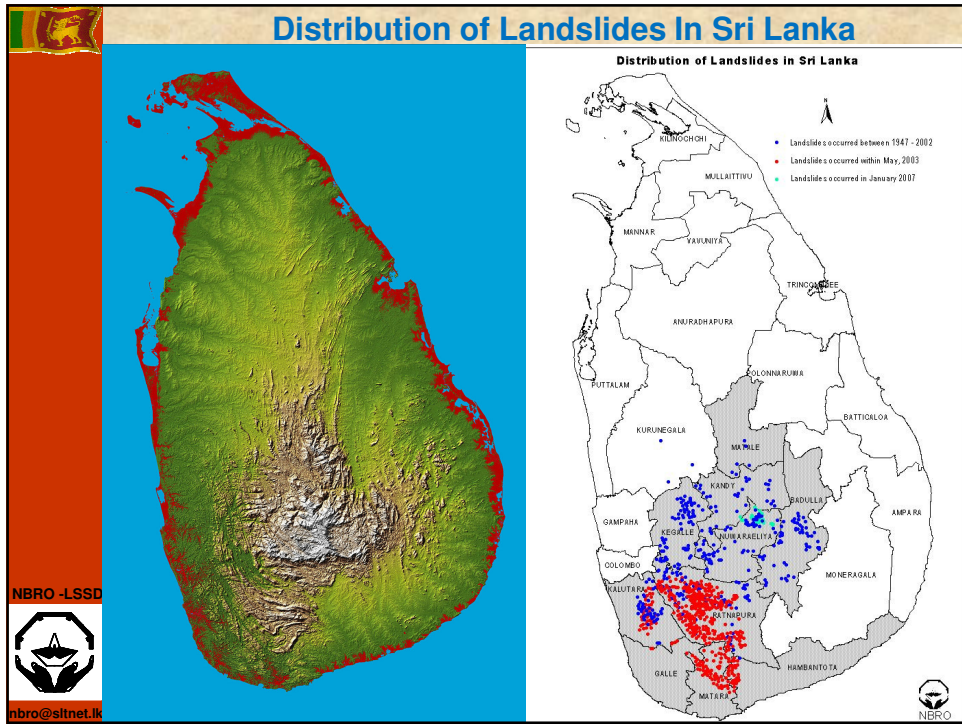 Distribution of Landslides In Sri Lanka
Distribution of Landslides in Sri Lanka
N
Landslides occurred between 1947 - 2002
Landslides occurred within May, 2003
Landslides occurred in January 2007
KILINOCHCHI
MULLAITTIVU
MANNAR
VAVUNIYA
TRINCOMALEE
ANURADHAPURA
POLONNARUWA
PUTTALAM
BATTICALOA
KURUNEGALA
MATALE
KANDY
BADULLA
AMPARA
GAMPAHA
KEGALLE
NUWARAELIYA
COLOMBO
MONERAGALA
KALUTARA
RATNAPURA
GALLE
HAMBANTOTA
MATARA
NBRO
NBRO -LSSD
nbro@sltnet.lk